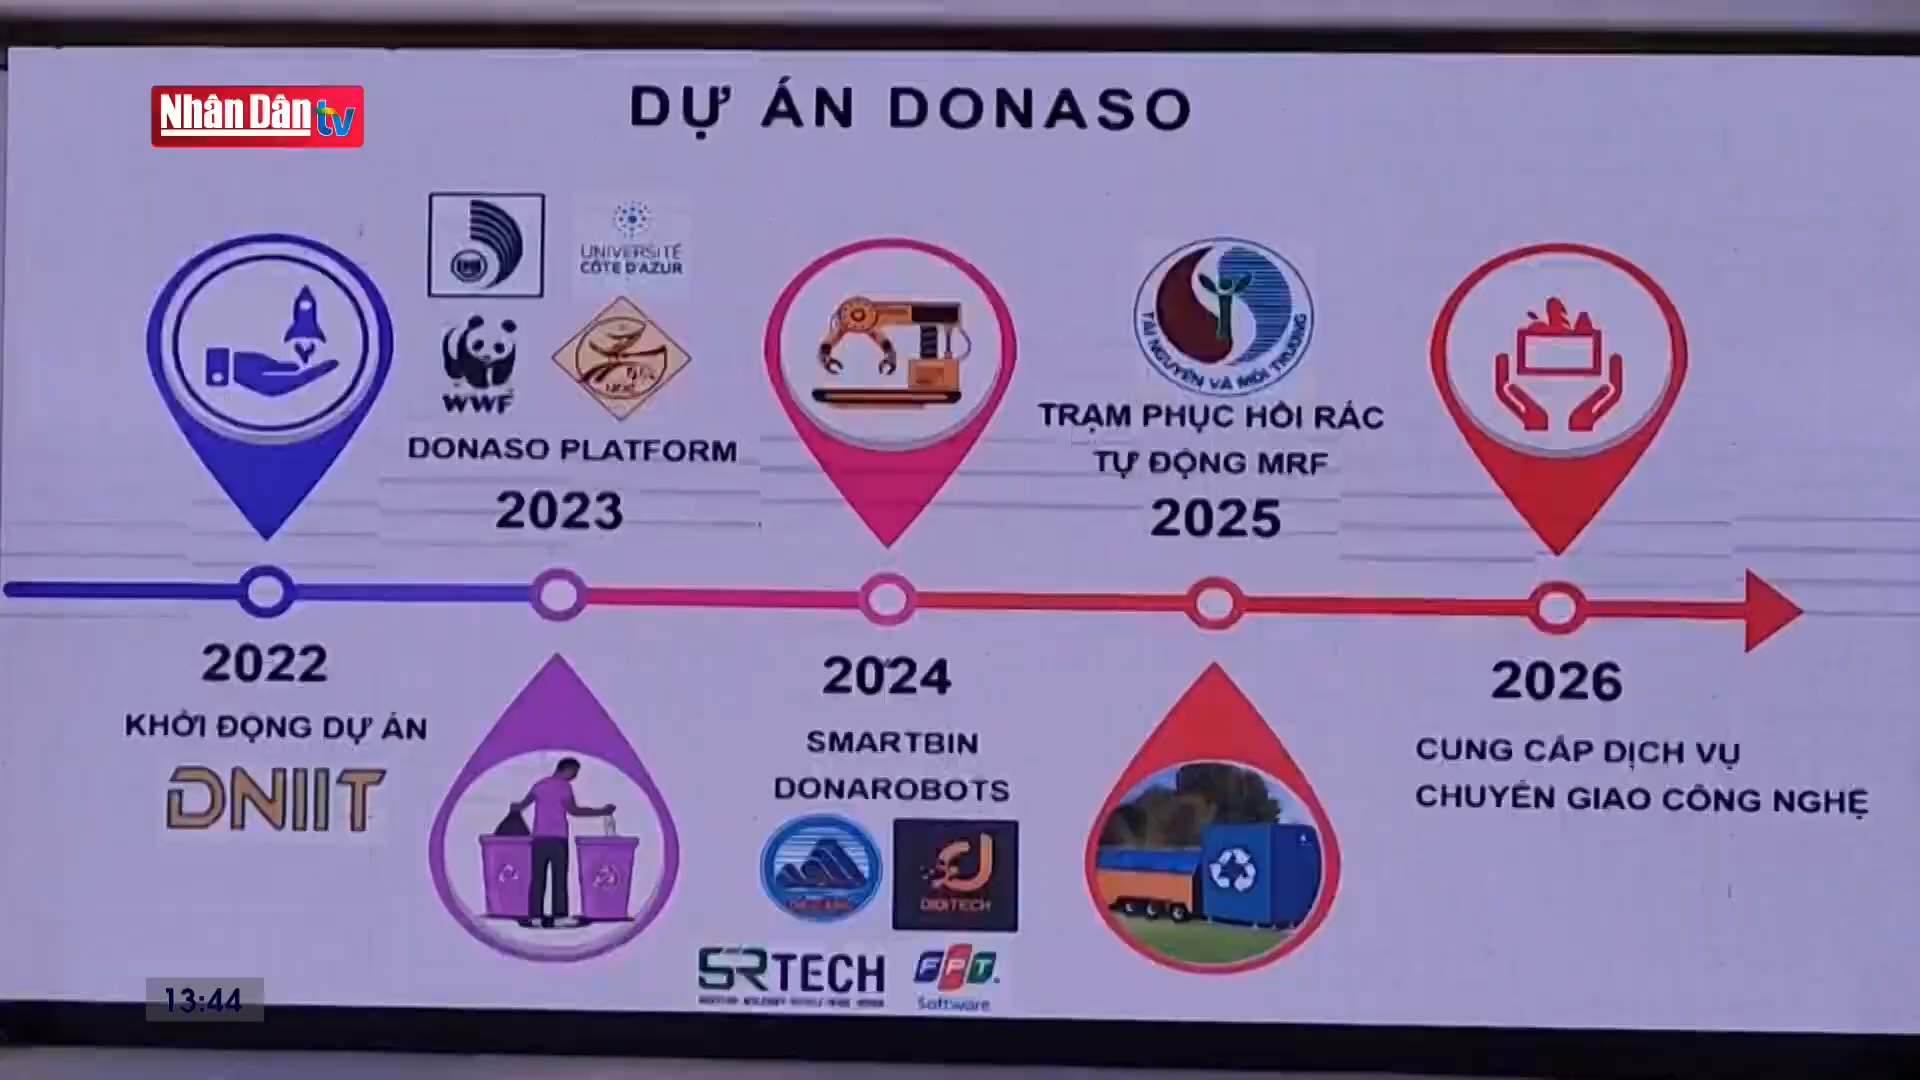 Nhân Dân tv
DỰ ÁN DONASO
UNIVERSITÉ
CÔTE D'AZUR
WWF
DONASO PLATFORM
2023
TÀI NGUYÊN VÀ MÔI TRƯỜNG
TRẠM PHỤC HỒI RÁC
TỰ ĐỘNG MRF
2025
2022
KHỞI ĐỘNG DỰ ÁN
DNIIT
2024
SMARTBIN
DONAROBOTS
DIDITECH
SRTECH
FPT
Software
2026
CUNG CẤP DỊCH VỤ
CHUYỂN GIAO CÔNG NGHỆ
13:44